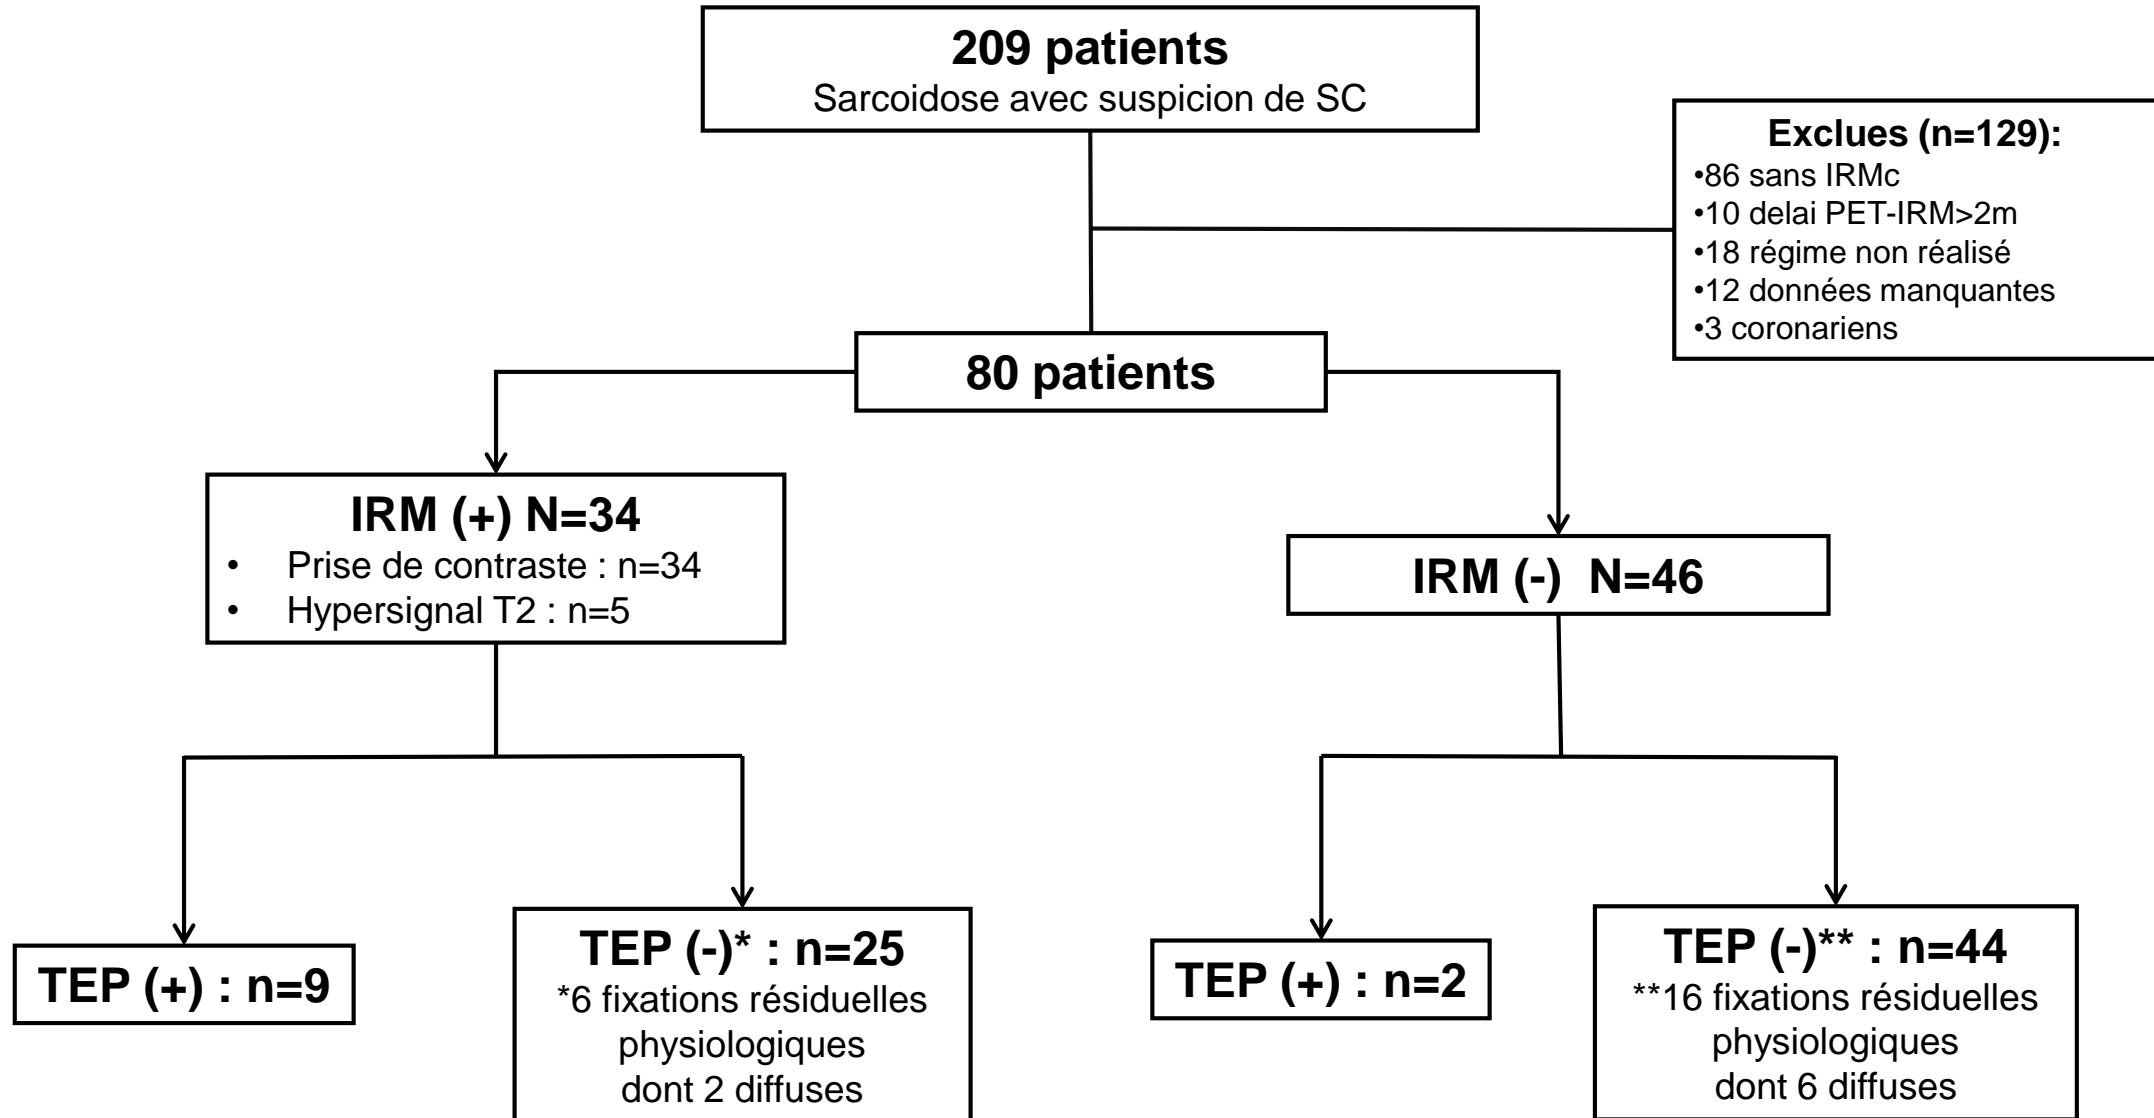 209 patients
Sarcoidose avec suspicion de SC
Exclues (n=129):
•86 sans IRMc
•10 delai PET-IRM>2m
•18 régime non réalisé
•12 données manquantes
•3 coronariens
80 patients
IRM (+) N=34
• Prise de contraste : n=34
• Hypersignal T2 : n=5
IRM (-) N=46
TEP (+) : n=9
TEP (-)* : n=25
*6 fixations résiduelles
physiologiques
dont 2 diffuses
TEP (+) : n=2
TEP (-)** : n=44
**16 fixations résiduelles
physiologiques
dont 6 diffuses